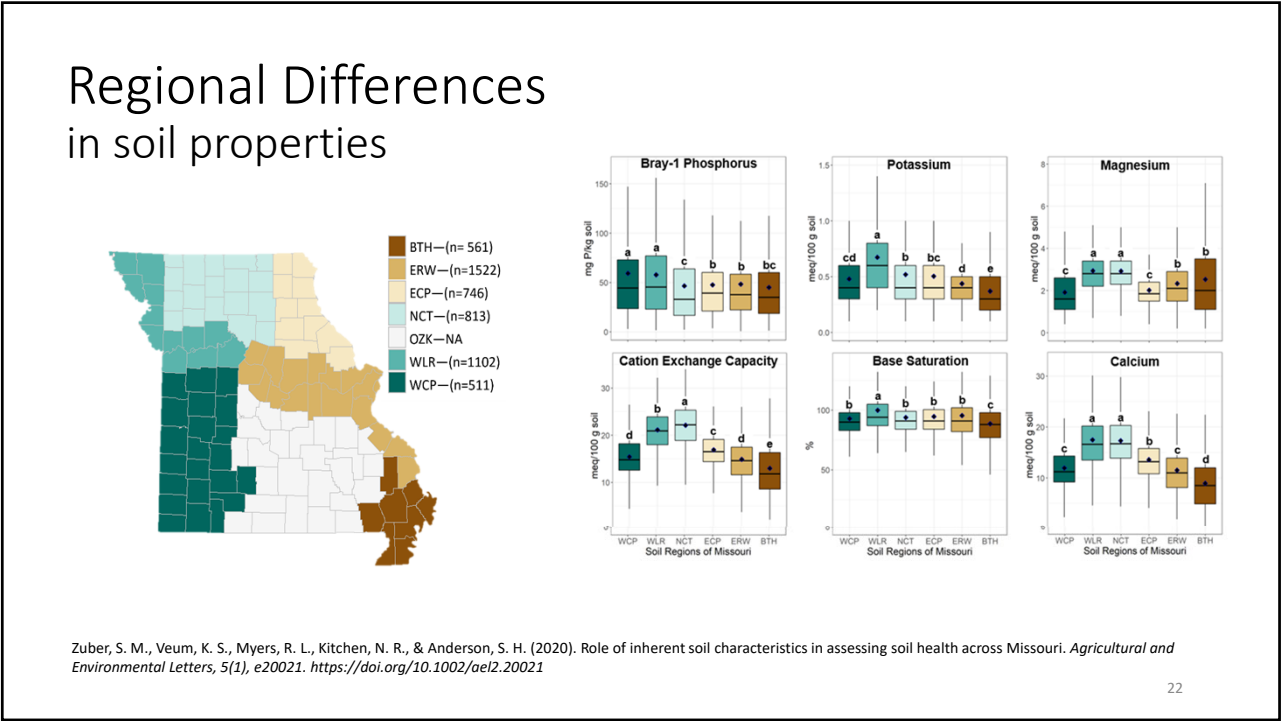 Regional Differences
in soil properties
BTH—(n= 561)
ERW—(n=1522)
ECP—(n=746)
NCT—(n=813)
OZK—NA
WLR—(n=1102)
WCP—(n=511)
Bray-1 Phosphorus
mg P/kg soil
150
100
50
0
a a c b b bc
Potassium
meq/100 g soil
1.5
1.0
0.5
0.0
cd a b bc d e
Magnesium
meq/100 g soil
8
6
4
2
0
c a a c b b
Cation Exchange Capacity
meq/100 g soil
30
20
10
0
d b a c d e
WCP WLR NCT ECP ERW BTH
Soil Regions of Missouri
Base Saturation
%
100
50
0
b a b b b c
WCP WLR NCT ECP ERW BTH
Soil Regions of Missouri
Calcium
meq/100 g soil
30
20
10
0
c a a b c d
WCP WLR NCT ECP ERW BTH
Soil Regions of Missouri
Zuber, S. M., Veum, K. S., Myers, R. L., Kitchen, N. R., & Anderson, S. H. (2020). Role of inherent soil characteristics in assessing soil health across Missouri. Agricultural and
Environmental Letters, 5(1), e20021. https://doi.org/10.1002/ael2.20021
22